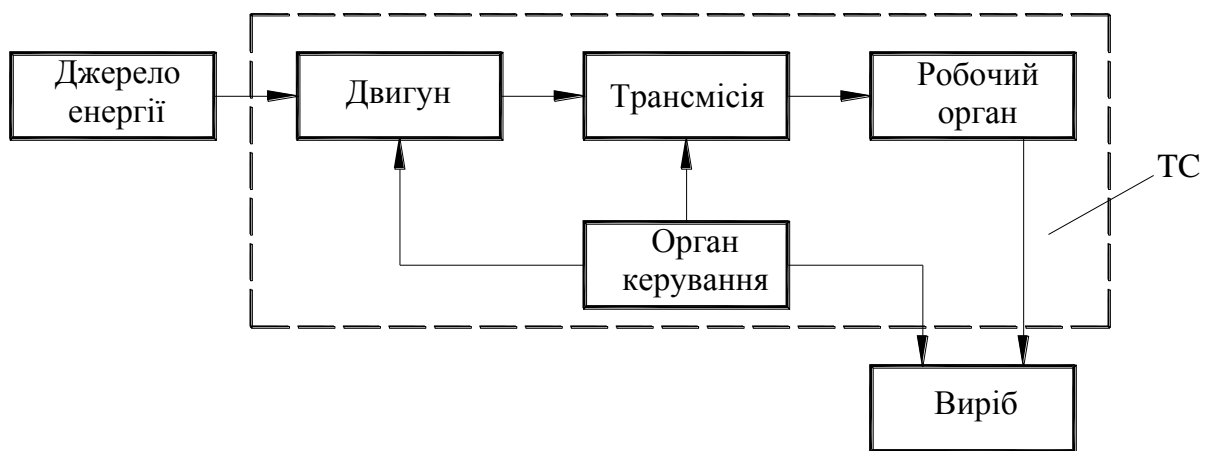 Джерело
енергії
Двигун
Трансмісія
Робочий
орган
ТС
Орган
керування
Виріб